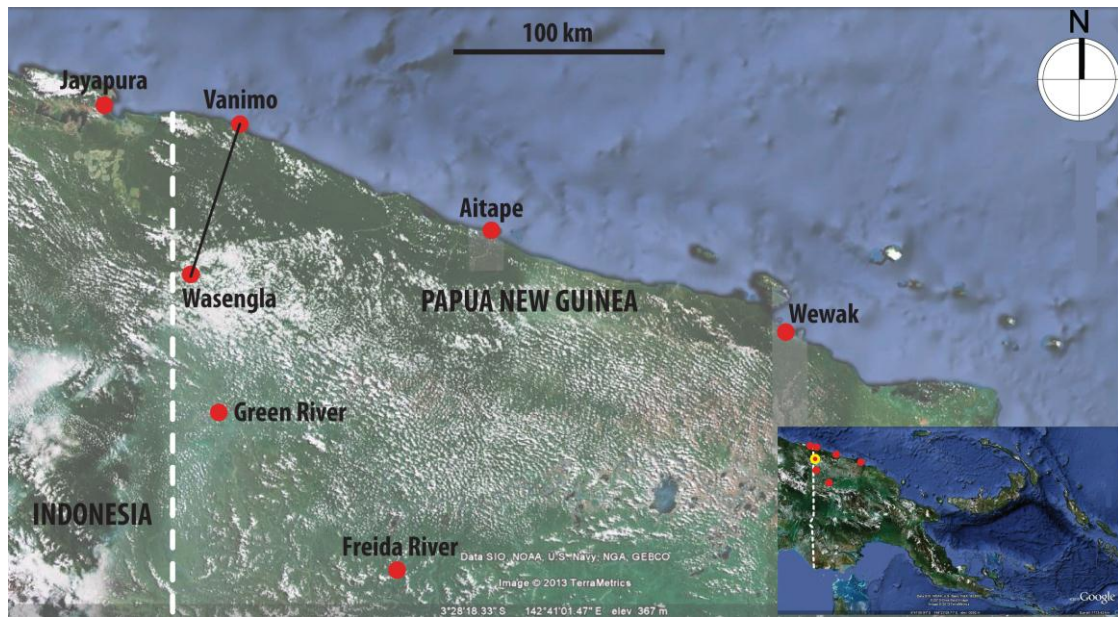 N
100 km
Jayapura
Vanimo
Aitape
Wasengla
PAPUA NEW GUINEA
Wewak
Green River
INDONESIA
Freida River
Data SIO, NOAA, U.S. Navy, NGA, GEBCO
Image © 2013 TerraMetrics
3°28'18.33" S 142°41'01.47" E elev 367 m
Google